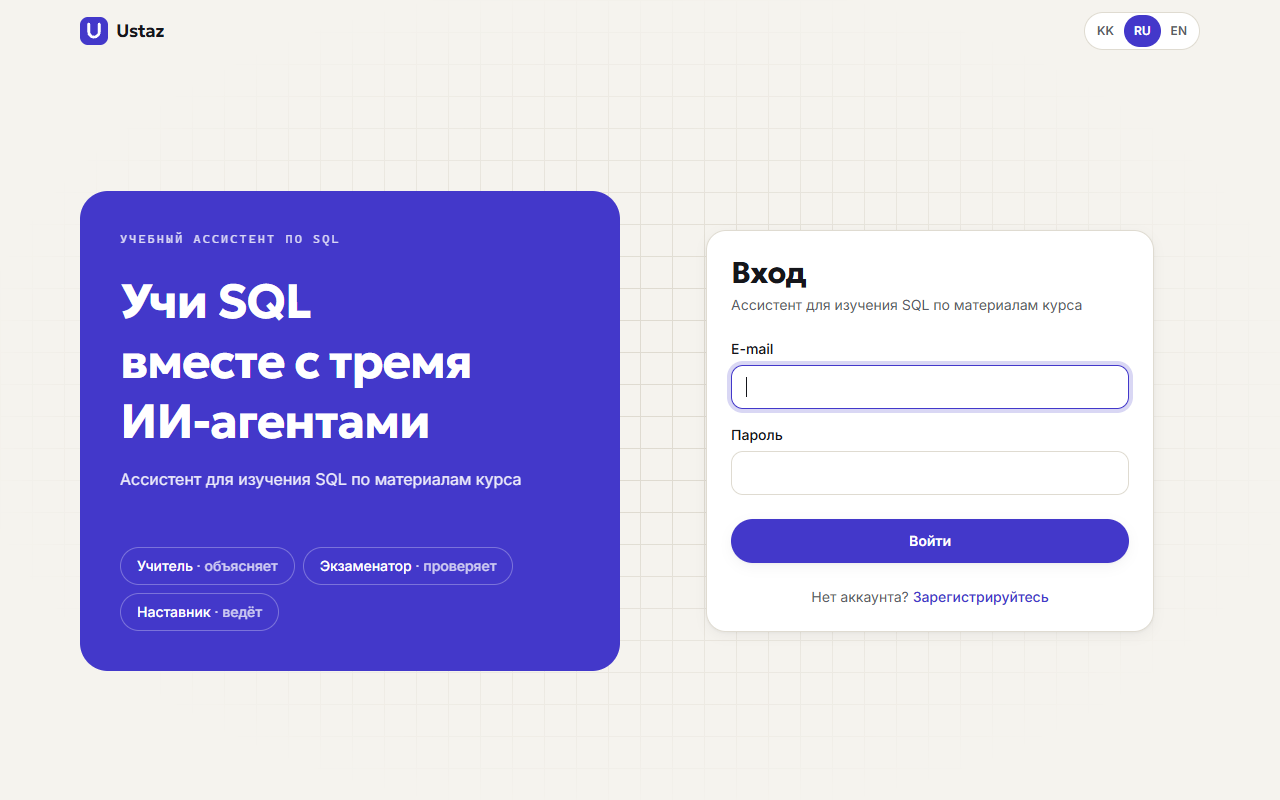 Ustaz
KK RU EN
УЧЕБНЫЙ АССИСТЕНТ ПО SQL
Учи SQL
вместе с тремя
ИИ-агентами
Ассистент для изучения SQL по материалам курса
Учитель · объясняет
Экзаменатор · проверяет
Наставник · ведёт
Вход
Ассистент для изучения SQL по материалам курса
E-mail
Пароль
Войти
Нет аккаунта? Зарегистрируйтесь